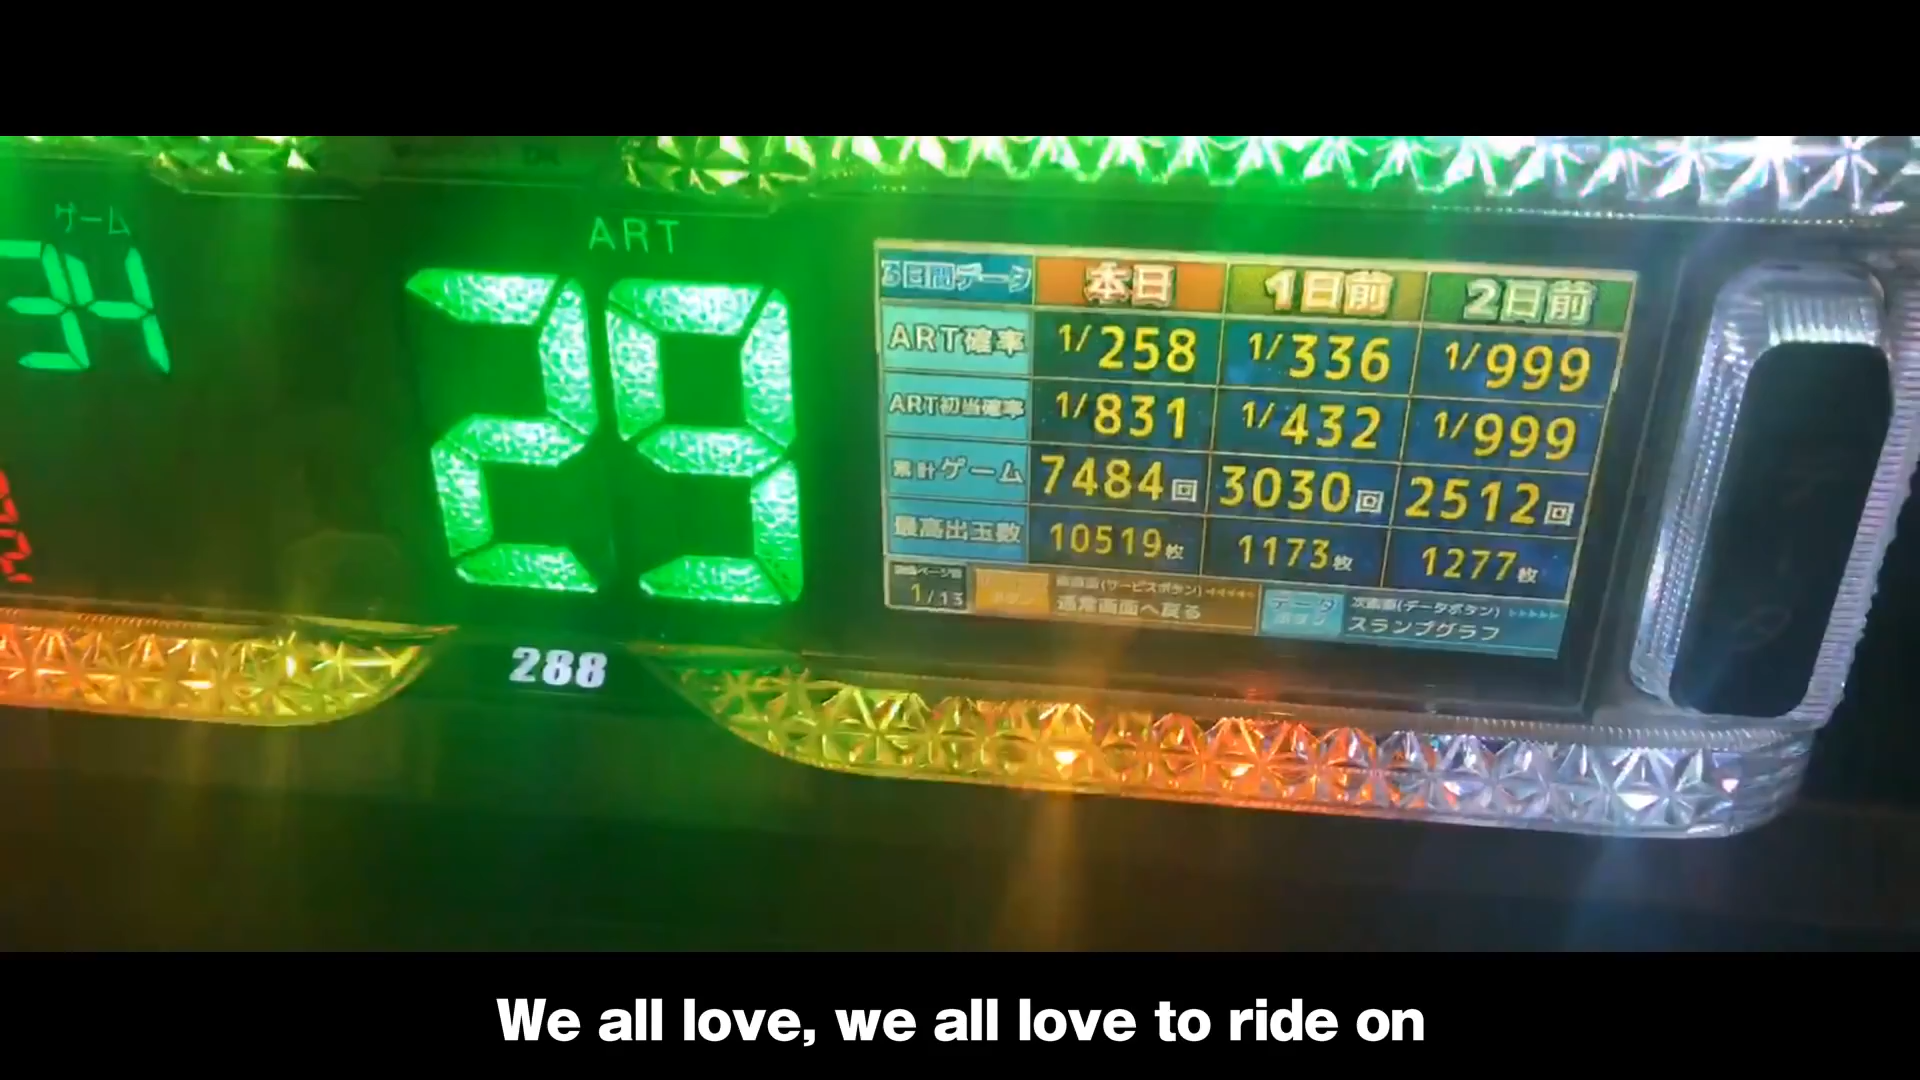 ゲーム
34
ART
29
3日間データ 本日 1日前 2日前
ART確率 1/258 1/336 1/999
ART初当確率 1/831 1/432 1/999
累計ゲーム 7484回 3030回 2512回
最高出玉数 10519枚 1173枚 1277枚
1/13
前画面(サービスボタン)
通常画面へ戻る
データ
ボタン
次画面(データボタン)
スランプグラフ
288
We all love, we all love to ride on